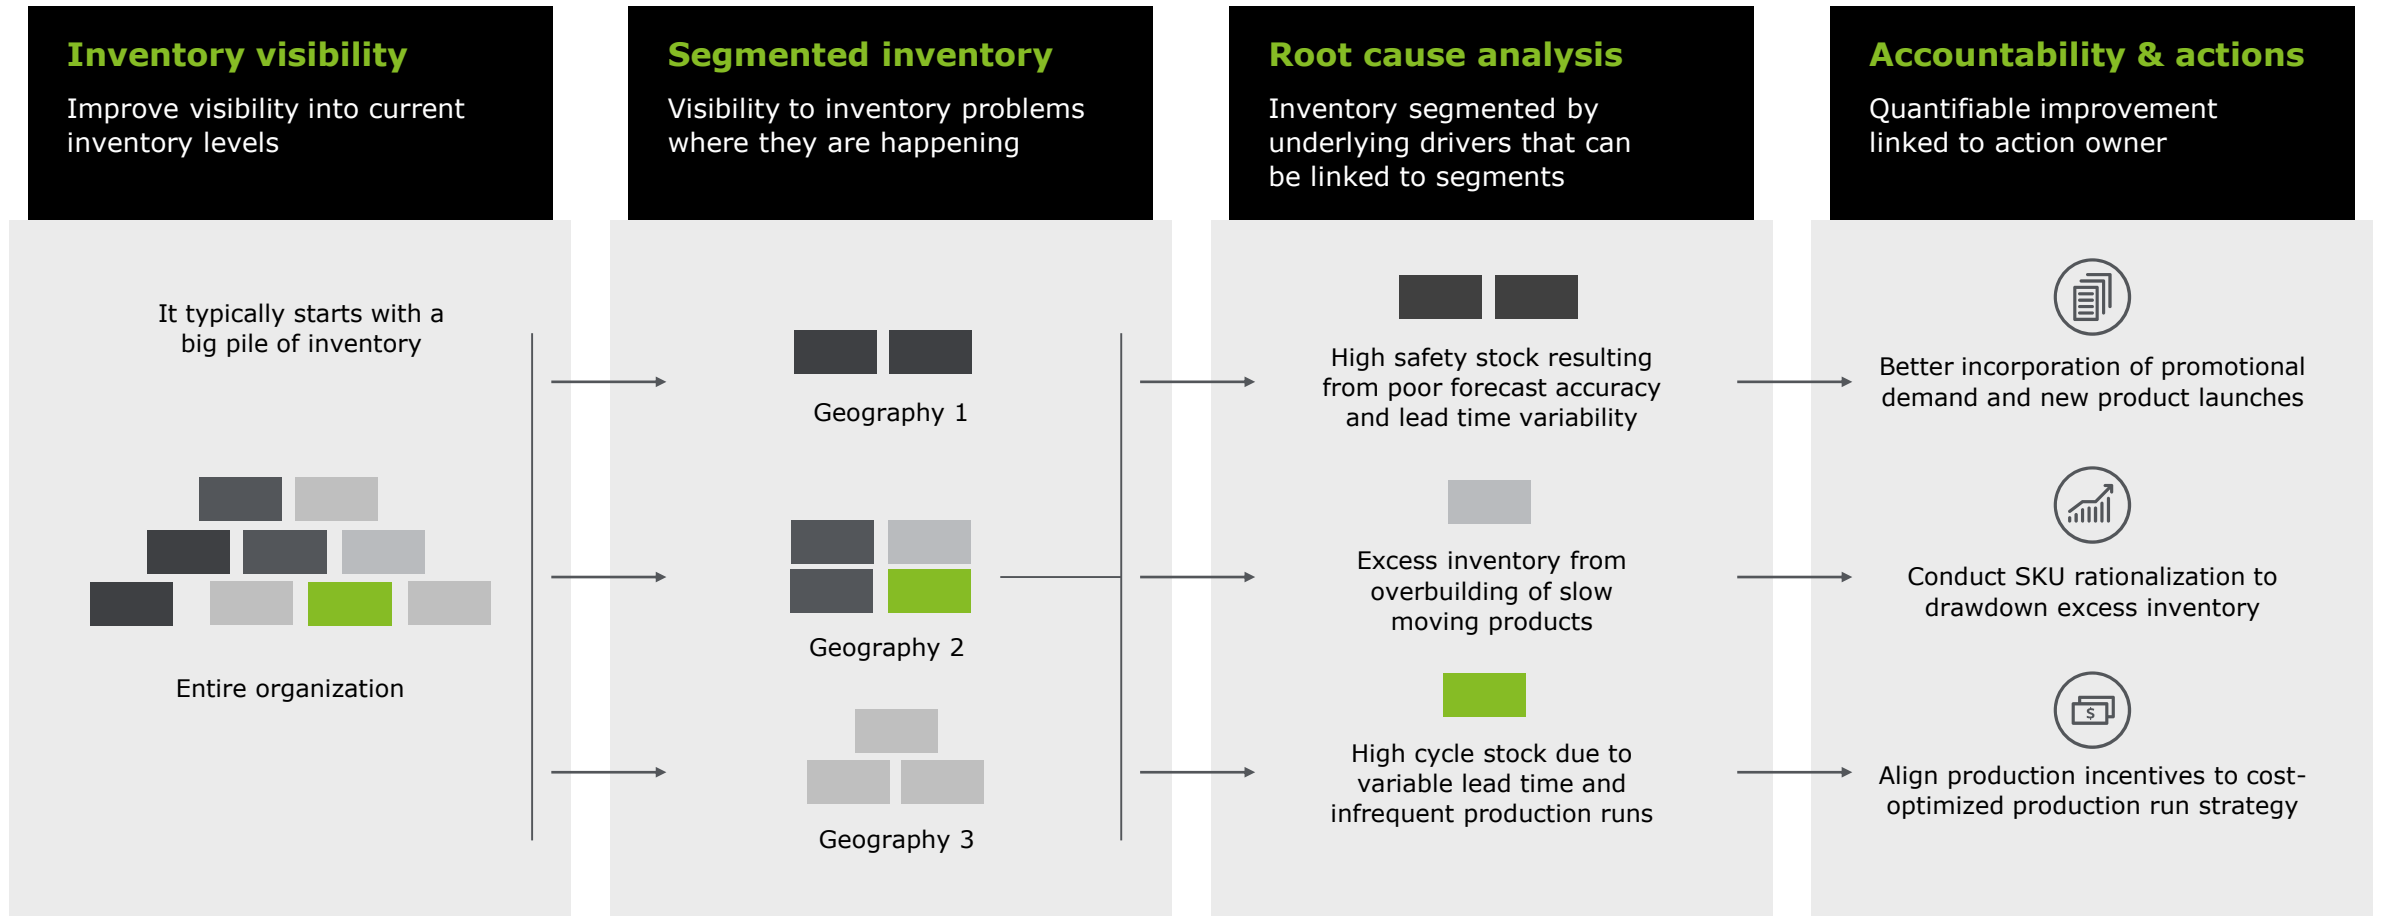 Inventory visibility
Improve visibility into current
inventory levels
It typically starts with a
big pile of inventory
Entire organization
Segmented inventory
Visibility to inventory problems
where they are happening
Geography 1
Geography 2
Geography 3
Root cause analysis
Inventory segmented by
underlying drivers that can
be linked to segments
High safety stock resulting
from poor forecast accuracy
and lead time variability
Excess inventory from
overbuilding of slow
moving products
High cycle stock due to
variable lead time and
infrequent production runs
Accountability & actions
Quantifiable improvement
linked to action owner
Better incorporation of promotional
demand and new product launches
Conduct SKU rationalization to
drawdown excess inventory
$
Align production incentives to cost-
optimized production run strategy